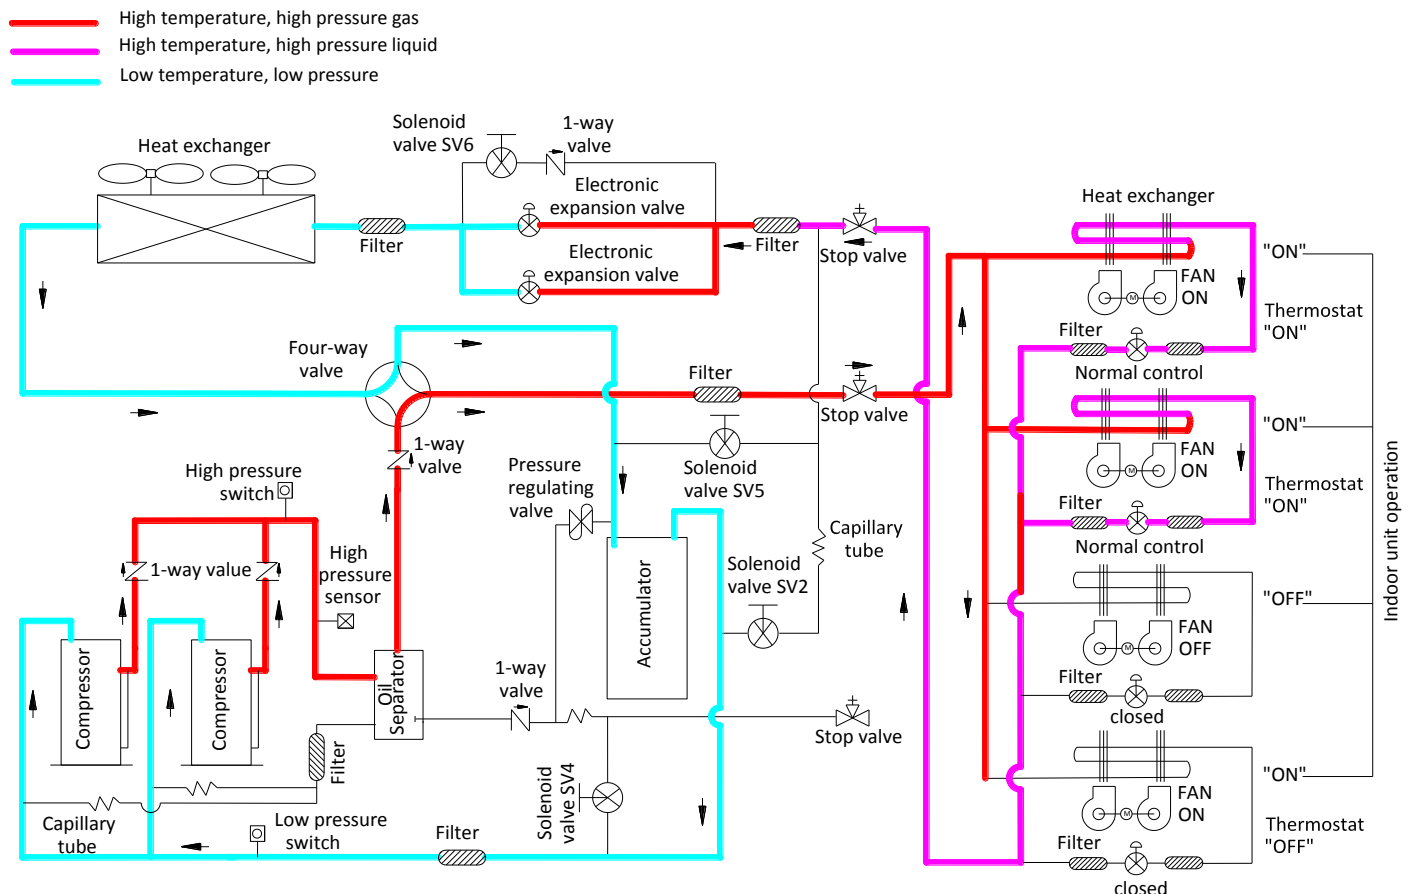 High temperature, high pressure gas
High temperature, high pressure liquid
Low temperature, low pressure
Heat exchanger
Solenoid
valve SV6
1-way
valve
Electronic
expansion valve
Filter
Filter
Stop valve
Electronic
expansion valve
Four-way
valve
Filter
Stop valve
1-way
valve
Solenoid
valve SV5
Pressure
regulating
valve
High pressure
switch
Capillary
tube
1-way value
High
pressure
sensor
Solenoid
valve SV2
Accumulator
Compressor
Compressor
Oil
Separator
1-way
valve
Stop valve
Filter
Solenoid
valve SV4
Capillary
tube
Low pressure
switch
Filter
Heat exchanger
"ON"
FAN
ON
M
Thermostat
"ON"
Filter
Normal control
"ON"
FAN
ON
M
Thermostat
"ON"
Filter
Normal control
"OFF"
FAN
OFF
M
Filter
closed
"ON"
FAN
ON
M
Thermostat
"OFF"
Filter
closed
Indoor unit operation